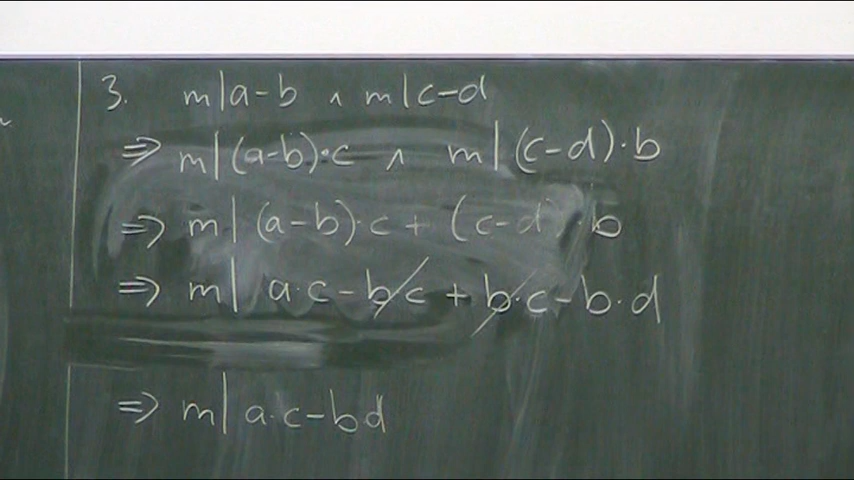 3. m|a-b ∧ m|c-d
⇒ m|(a-b)·c ∧ m|(c-d)·b
⇒ m|(a-b)·c + (c-d)·b
⇒ m| a·c - b·c + b·c - b·d
⇒ m| a·c - bd